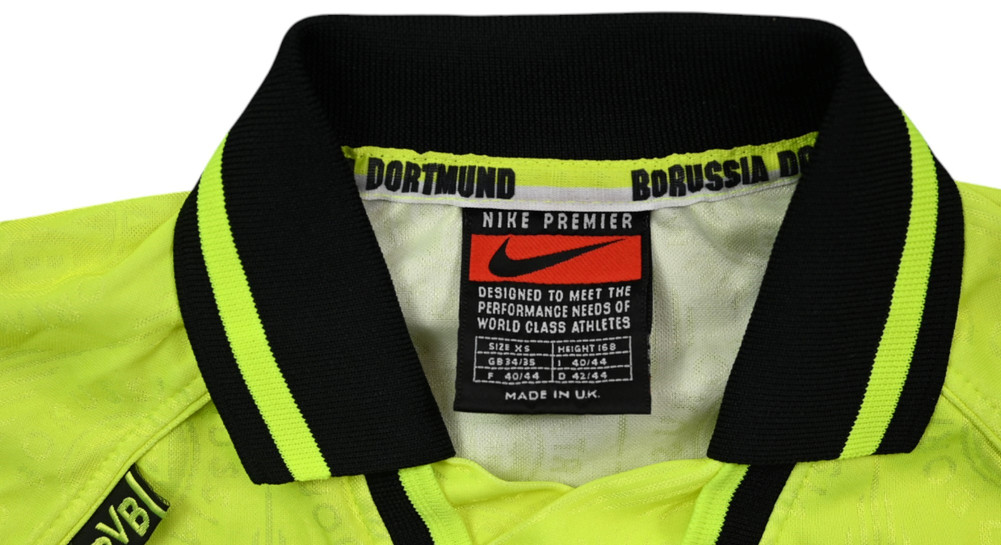 DORTMUND BORUSSIA DO
NIKE PREMIER
DESIGNED TO MEET THE
PERFORMANCE NEEDS OF
WORLD CLASS ATHLETES
SIZE XS HEIGHT 168
GB 34/35 I 40/44
F 40/44 D 42/44
MADE IN U.K.
BVB